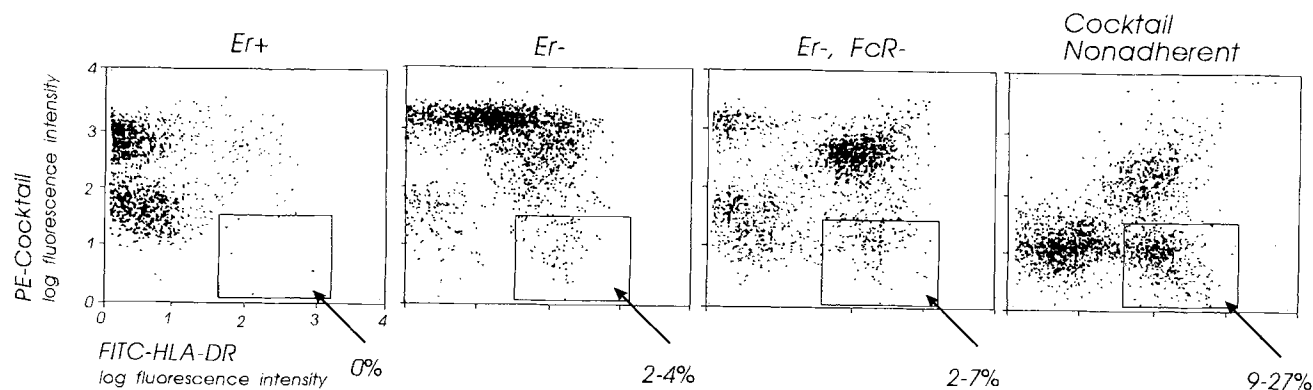 Er+
Er-
Er-, FcR-
Cocktail
Nonadherent
PE-Cocktail
log fluorescence intensity
4
3
2
1
0
0 1 2 3 4
FITC-HLA-DR
log fluorescence intensity
0%
2-4%
2-7%
9-27%